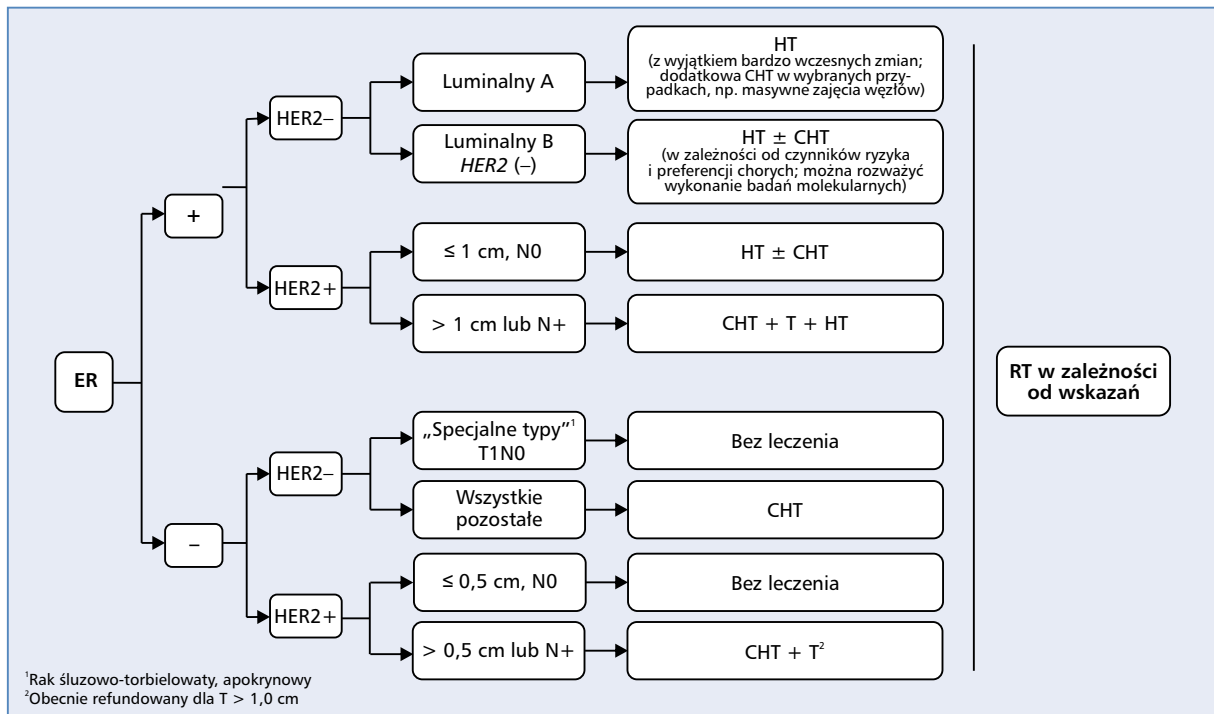 ER
+
HER2–
Luminalny A
HT
(z wyjątkiem bardzo wczesnych zmian;
dodatkowa CHT w wybranych przy-
padkach, np. masywne zajęcia węzłów)
Luminalny B
HER2 (–)
HT ± CHT
(w zależności od czynników ryzyka
i preferencji chorych; można rozważyć
wykonanie badań molekularnych)
HER2+
≤ 1 cm, N0
HT ± CHT
> 1 cm lub N+
CHT + T + HT
–
HER2–
„Specjalne typy”¹
T1N0
Bez leczenia
Wszystkie
pozostałe
CHT
HER2+
≤ 0,5 cm, N0
Bez leczenia
> 0,5 cm lub N+
CHT + T²
RT w zależności
od wskazań
¹Rak śluzowo-torbielowaty, apokrynowy
²Obecnie refundowany dla T > 1,0 cm